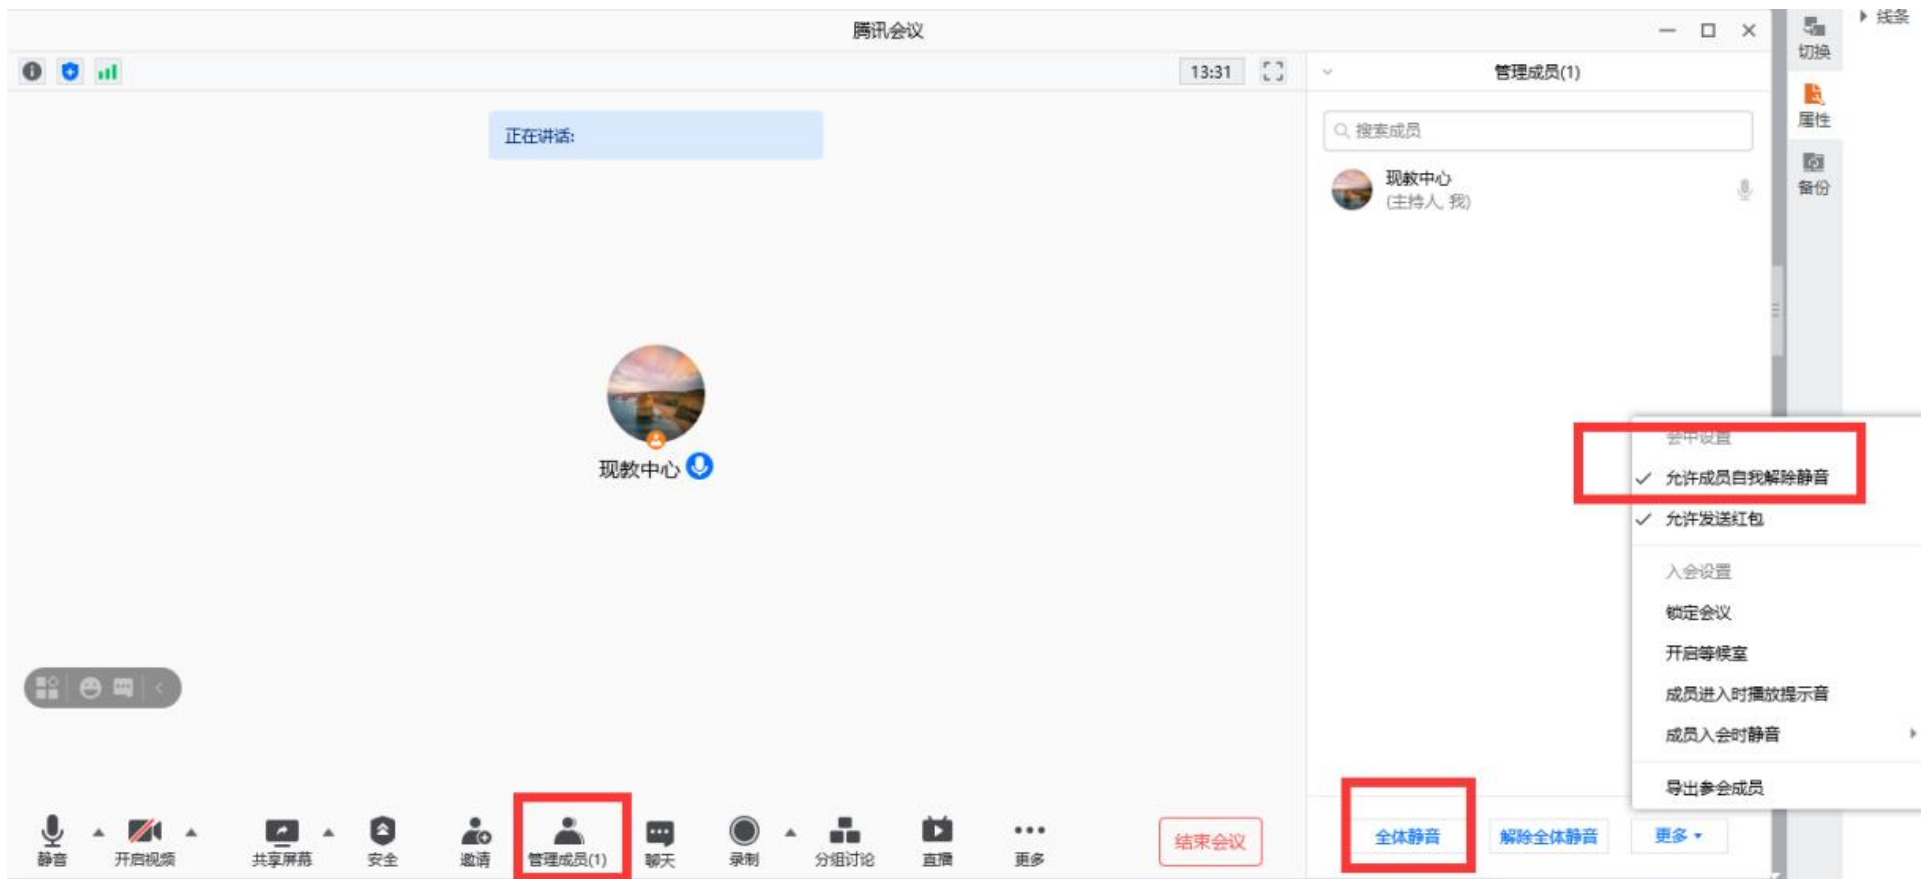 腾讯会议
13:31
管理成员(1)
正在讲话:
搜索成员
现教中心
(主持人, 我)
现教中心
切换
属性
备份
线条
会中设置
允许成员自我解除静音
允许发送红包
入会设置
锁定会议
开启等候室
成员进入时播放提示音
成员入会时静音
导出参会成员
静音
开启视频
共享屏幕
安全
邀请
管理成员(1)
聊天
录制
分组讨论
直播
更多
结束会议
全体静音
解除全体静音
更多